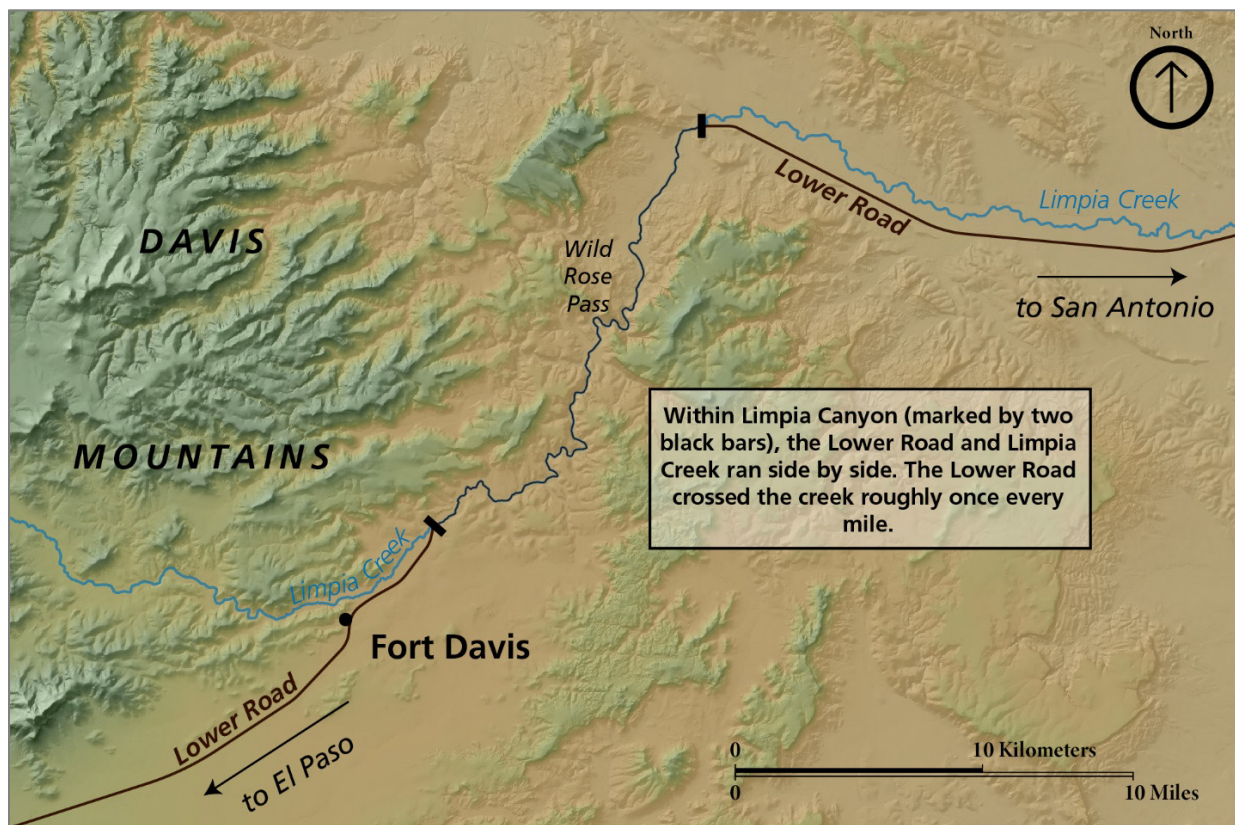 North
Lower Road
Limpia Creek
DAVIS
Wild
Rose
Pass
to San Antonio
Within Limpia Canyon (marked by two
black bars), the Lower Road and Limpia
Creek ran side by side. The Lower Road
crossed the creek roughly once every
mile.
MOUNTAINS
Limpia Creek
Fort Davis
Lower Road
to El Paso
0 10 Kilometers
0 10 Miles